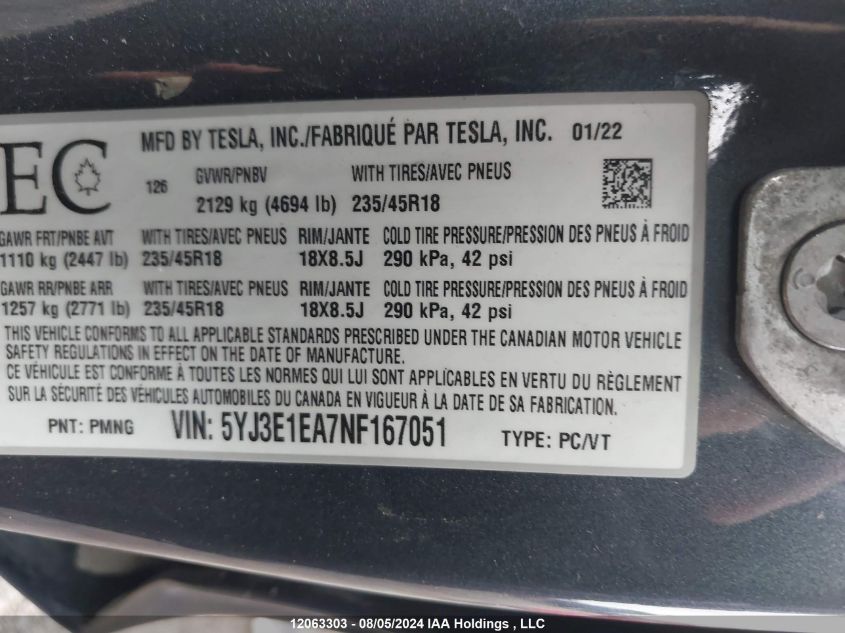 MFD BY TESLA, INC./FABRIQUÉ PAR TESLA, INC. 01/22
EC
126
GVWR/PNBV WITH TIRES/AVEC PNEUS
2129 kg (4694 lb) 235/45R18
GAWR FRT/PNBE AVT WITH TIRES/AVEC PNEUS RIM/JANTE COLD TIRE PRESSURE/PRESSION DES PNEUS À FROID
1110 kg (2447 lb) 235/45R18 18X8.5J 290 kPa, 42 psi
GAWR RR/PNBE ARR WITH TIRES/AVEC PNEUS RIM/JANTE COLD TIRE PRESSURE/PRESSION DES PNEUS À FROID
1257 kg (2771 lb) 235/45R18 18X8.5J 290 kPa, 42 psi
THIS VEHICLE CONFORMS TO ALL APPLICABLE STANDARDS PRESCRIBED UNDER THE CANADIAN MOTOR VEHICLE
SAFETY REGULATIONS IN EFFECT ON THE DATE OF MANUFACTURE.
CE VÉHICULE EST CONFORME À TOUTES LES NORMES QUI LUI SONT APPLICABLES EN VERTU DU RÈGLEMENT
SUR LA SÉCURITÉ DES VÉHICULES AUTOMOBILES DU CANADA EN VIGUEUR À LA DATE DE SA FABRICATION.
PNT: PMNG VIN: 5YJ3E1EA7NF167051 TYPE: PC/VT
12063303 - 08/05/2024 IAA Holdings , LLC